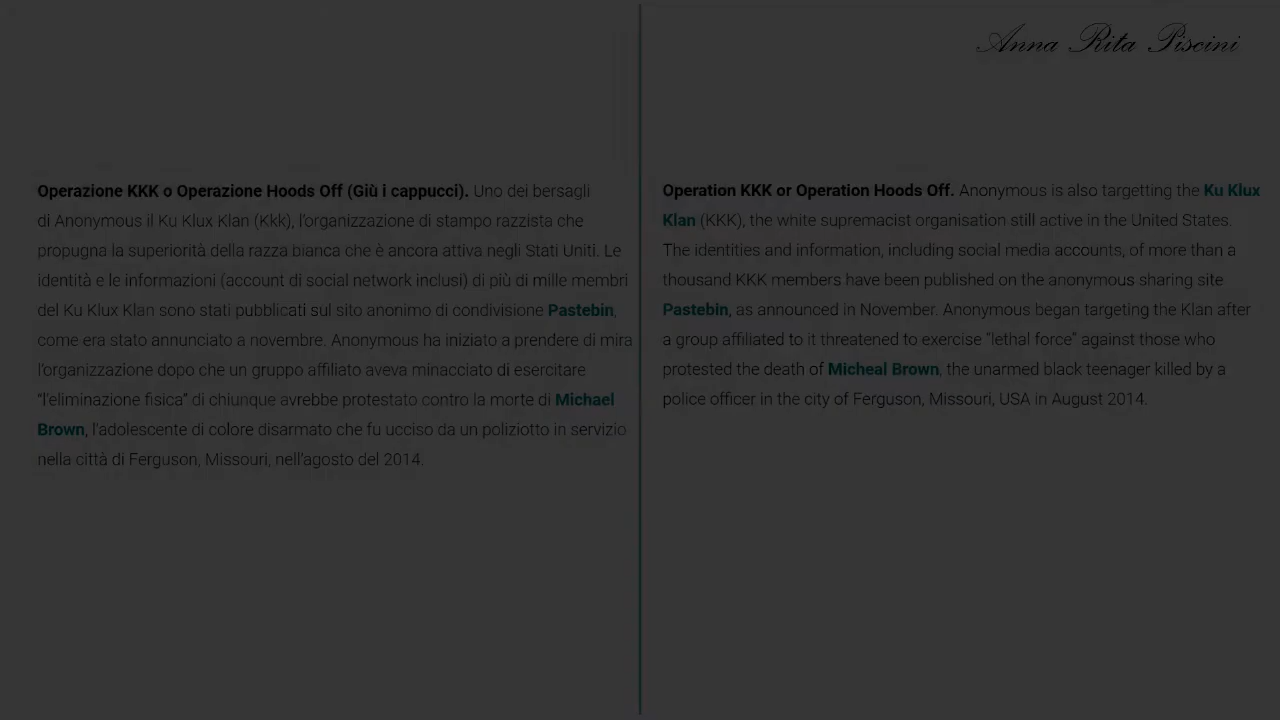 Anna Rita Piscini
Operazione KKK o Operazione Hoods Off (Giù i cappucci). Uno dei bersagli
di Anonymous il Ku Klux Klan (Kkk), l'organizzazione di stampo razzista che
propugna la superiorità della razza bianca che è ancora attiva negli Stati Uniti. Le
identità e le informazioni (account di social network inclusi) di più di mille membri
del Ku Klux Klan sono stati pubblicati sul sito anonimo di condivisione Pastebin,
come era stato annunciato a novembre. Anonymous ha iniziato a prendere di mira
l'organizzazione dopo che un gruppo affiliato aveva minacciato di esercitare
“l'eliminazione fisica” di chiunque avrebbe protestato contro la morte di Michael
Brown, l'adolescente di colore disarmato che fu ucciso da un poliziotto in servizio
nella città di Ferguson, Missouri, nell'agosto del 2014.
Operation KKK or Operation Hoods Off. Anonymous is also targetting the Ku Klux
Klan (KKK), the white supremacist organisation still active in the United States.
The identities and information, including social media accounts, of more than a
thousand KKK members have been published on the anonymous sharing site
Pastebin, as announced in November. Anonymous began targeting the Klan after
a group affiliated to it threatened to exercise “lethal force” against those who
protested the death of Micheal Brown, the unarmed black teenager killed by a
police officer in the city of Ferguson, Missouri, USA in August 2014.